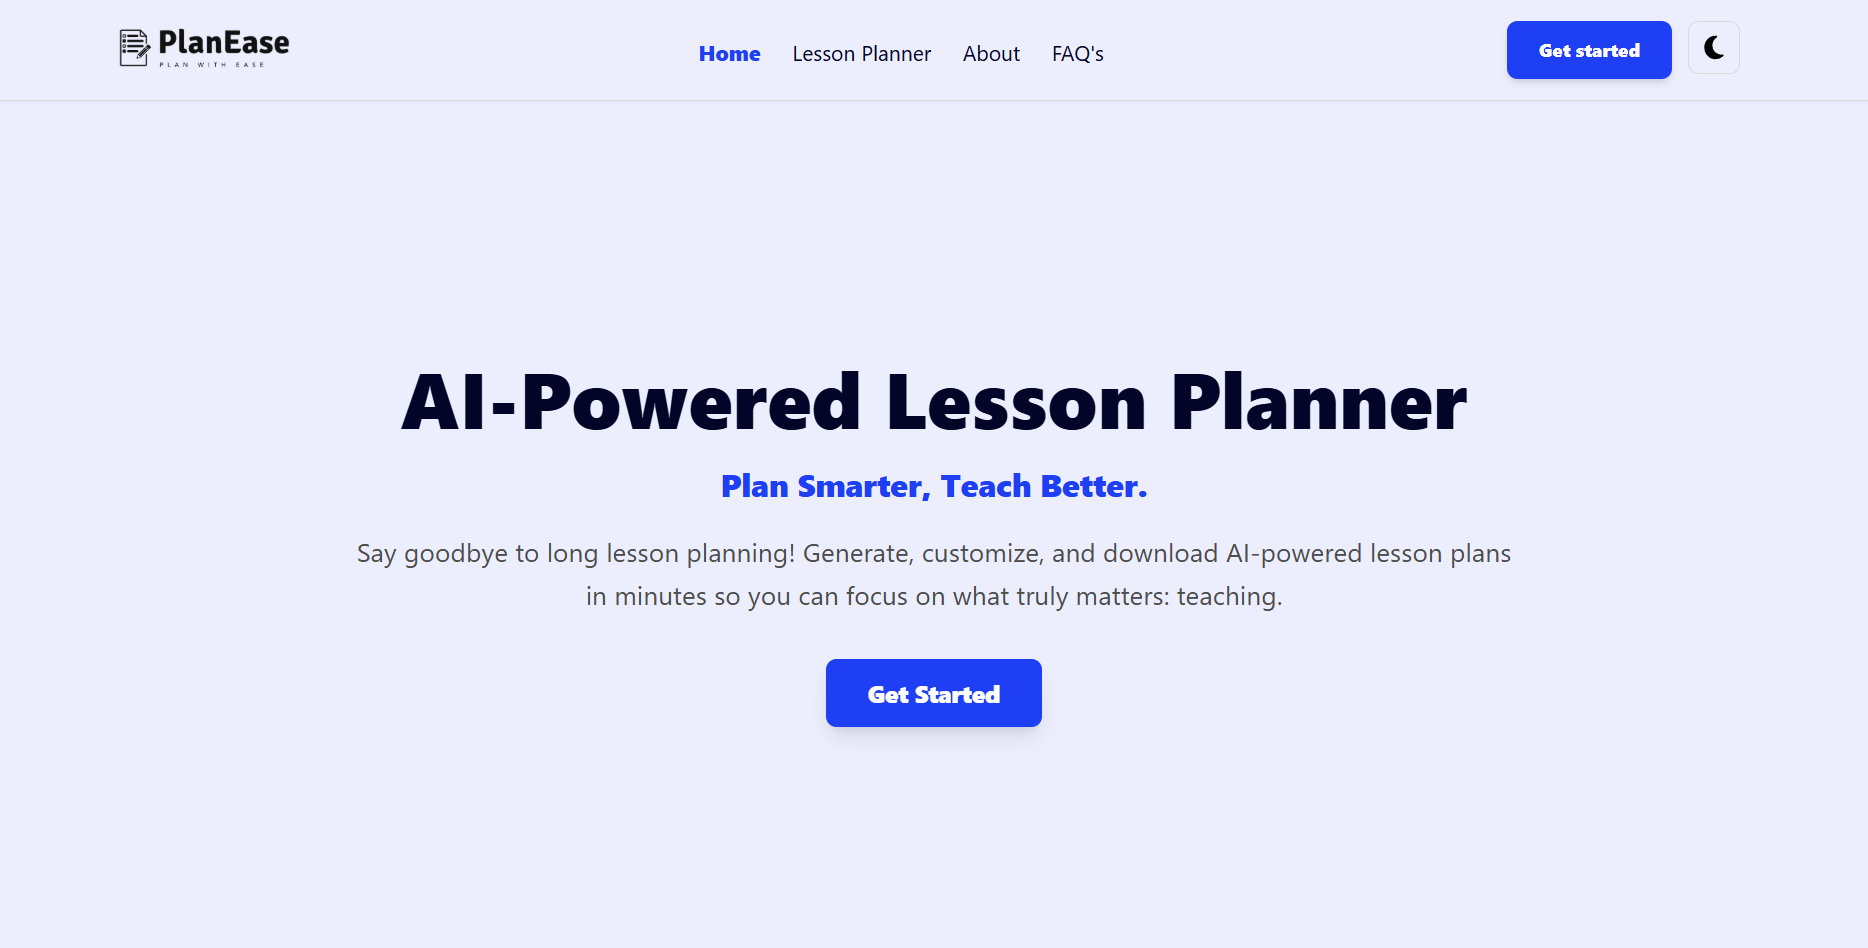 PlanEase
PLAN WITH EASE
Home
Lesson Planner
About
FAQ's
Get started
AI-Powered Lesson Planner
Plan Smarter, Teach Better.
Say goodbye to long lesson planning! Generate, customize, and download AI-powered lesson plans
in minutes so you can focus on what truly matters: teaching.
Get Started